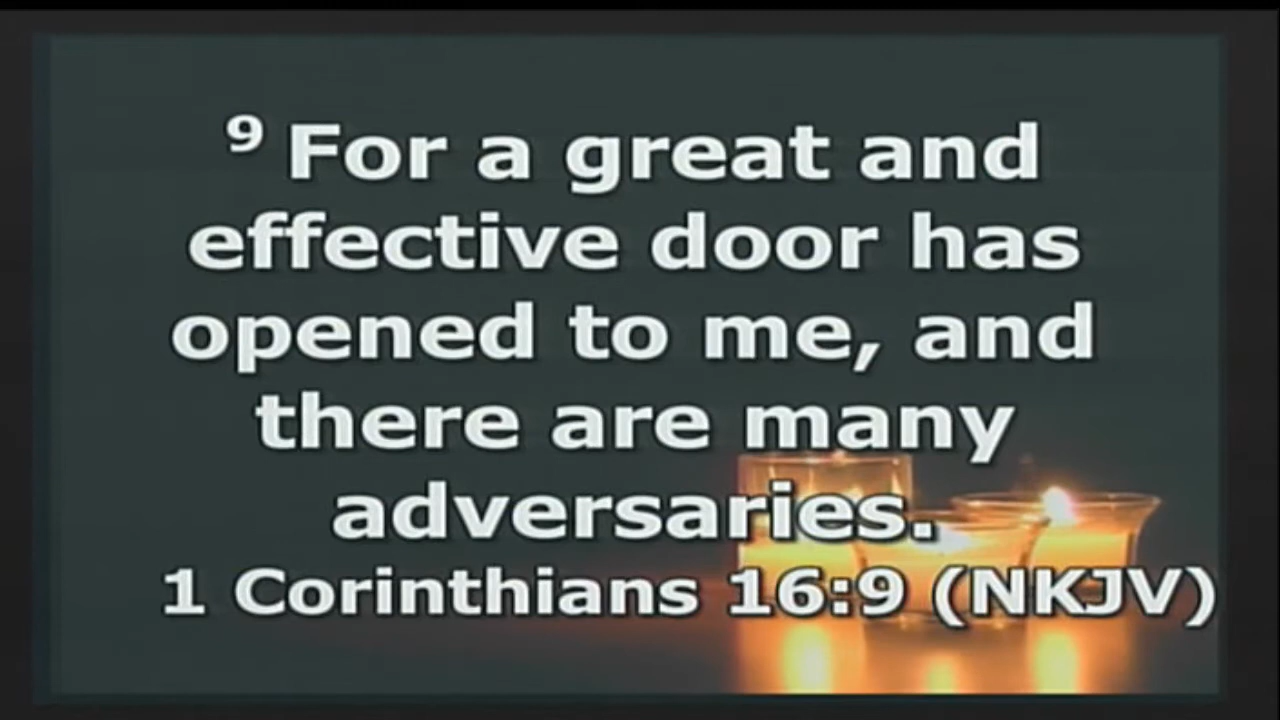 9 For a great and
effective door has
opened to me, and
there are many
adversaries.
1 Corinthians 16:9 (NKJV)